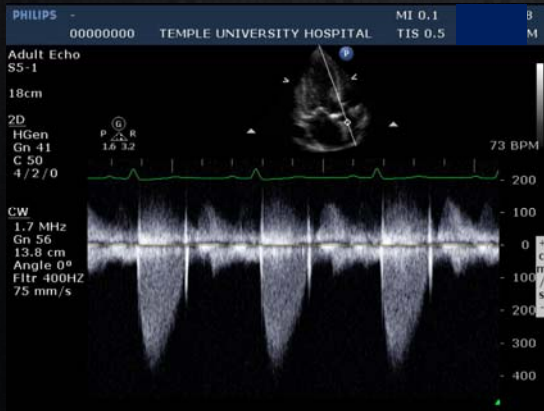 PHILIPS - MI 0.1 8
00000000 TEMPLE UNIVERSITY HOSPITAL TIS 0.5 M
Adult Echo
S5-1
18cm
2D
HGen
Gn 41
C 50
4/2/0
G
P R
1.6 3.2
P
73 BPM
CW
1.7 MHz
Gn 56
13.8 cm
Angle 0°
Fltr 400HZ
75 mm/s
200
100
0
100
200
300
400
+
c
m
/
s
-